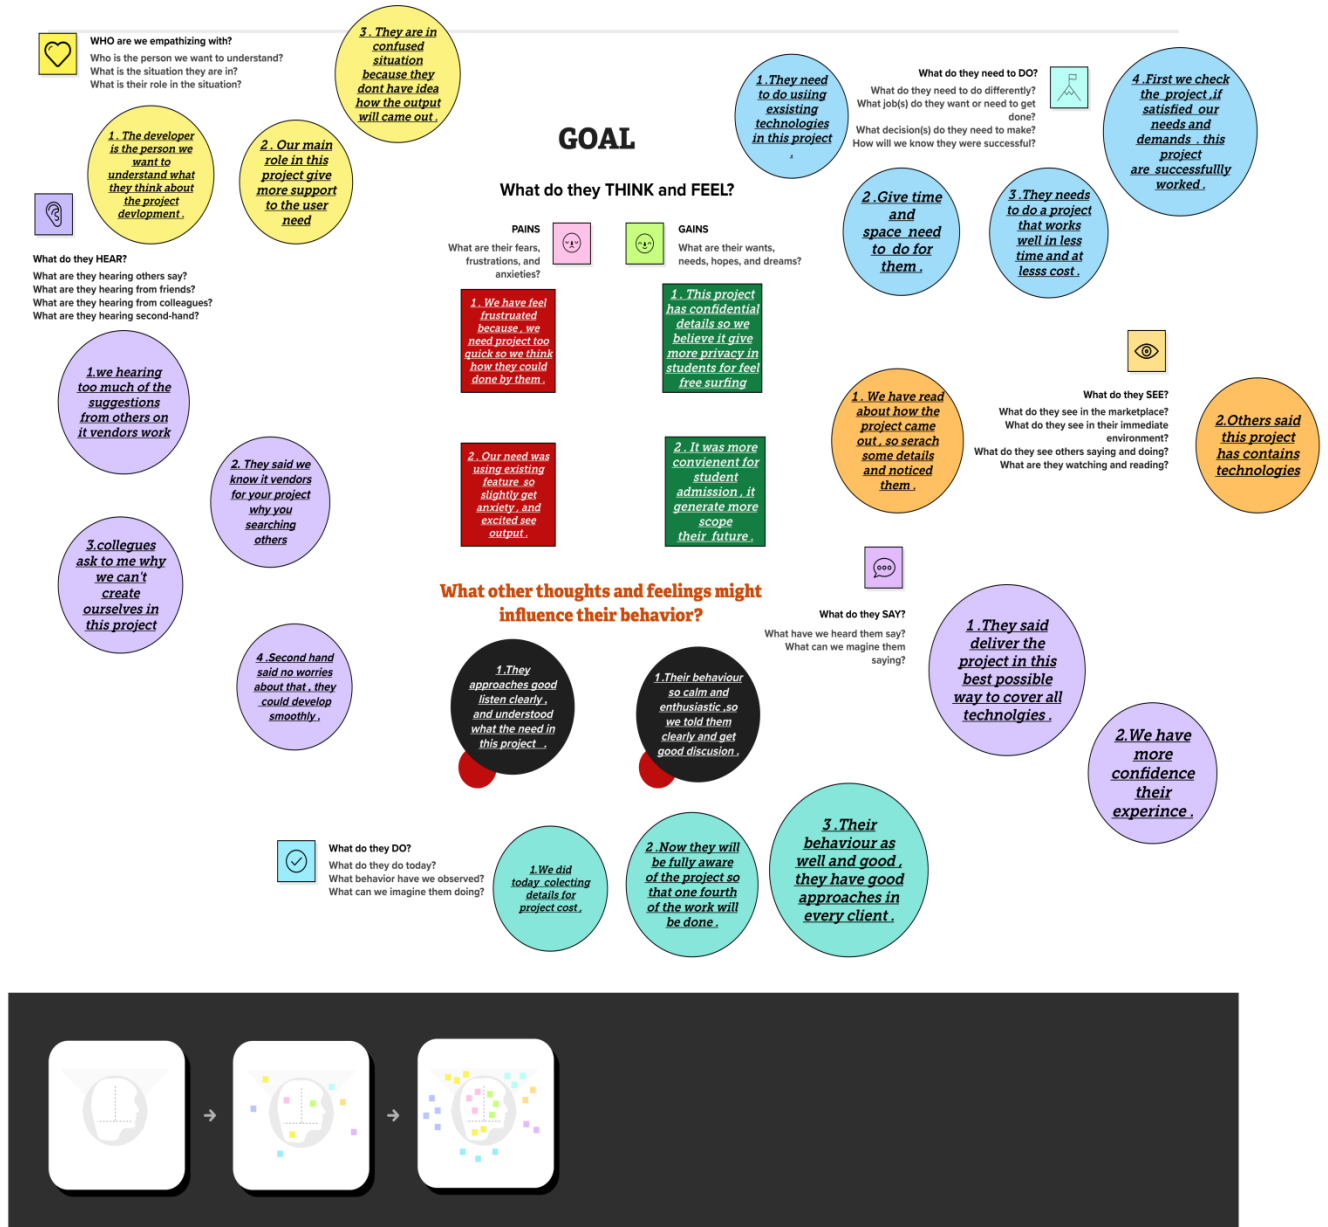 WHO are we empathizing with?
Who is the person we want to understand?
What is the situation they are in?
What is their role in the situation?
1 . The developer
is the person we
want to
understand what
they think about
the project
devlopment .
2 . Our main
role in this
project give
more support
to the user
need
3 . They are in
confused
situation
because they
dont have idea
how the output
will came out .
GOAL
What do they need to DO?
What do they need to do differently?
What job(s) do they want or need to get
done?
What decision(s) do they need to make?
How will we know they were successful?
1 .They need
to do usiing
exsisting
technologies
in this project
.
2 .Give time
and
space need
to do for
them .
3 .They needs
to do a project
that works
well in less
time and at
lesss cost .
4 .First we check
the project ,if
satisfied our
needs and
demands . this
project
are successfullly
worked .
What do they HEAR?
What are they hearing others say?
What are they hearing from friends?
What are they hearing from colleagues?
What are they hearing second-hand?
1.we hearing
too much of the
suggestions
from others on
it vendors work
2. They said we
know it vendors
for your project
why you
searching
others
3.collegues
ask to me why
we can't
create
ourselves in
this project
4 .Second hand
said no worries
about that , they
could develop
smoothly .
What do they THINK and FEEL?
PAINS
What are their fears,
frustrations, and
anxieties?
GAINS
What are their wants,
needs, hopes, and dreams?
1 . We have feel
frustruated
because , we
need project too
quick so we think
how they could
done by them .
2 . Our need was
using existing
feature so
slightly get
anxiety , and
excited see
output .
1 . This project
has confidential
details so we
believe it give
more privacy in
students for feel
free surfing
2 . It was more
convienent for
student
admission , it
generate more
scope
their future .
What other thoughts and feelings might
influence their behavior?
1 .They
approaches good
listen clearly ,
and understood
what the need in
this project .
1 .Their behaviour
so calm and
enthusiastic ,so
we told them
clearly and get
good discusion .
What do they SEE?
What do they see in the marketplace?
What do they see in their immediate
environment?
What do they see others saying and doing?
What are they watching and reading?
1 . We have read
about how the
project came
out , so serach
some details
and noticed
them .
2.Others said
this project
has contains
technologies
What do they SAY?
What have we heard them say?
What can we magine them
saying?
1 .They said
deliver the
project in this
best possible
way to cover all
technolgies .
2.We have
more
confidence
their
experince .
What do they DO?
What do they do today?
What behavior have we observed?
What can we imagine them doing?
1.We did
today colecting
details for
project cost .
2 .Now they will
be fully aware
of the project so
that one fourth
of the work will
be done .
3 .Their
behaviour as
well and good ,
they have good
approaches in
every client .